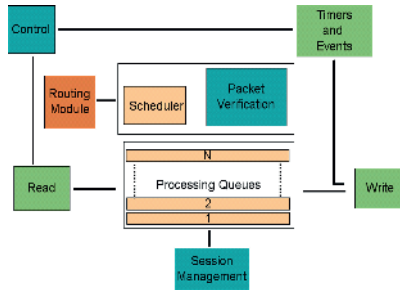 Control
Timers
and
Events
Routing
Module
Scheduler
Packet
Verification
N
Read
Processing Queues
Write
2
1
Session
Management